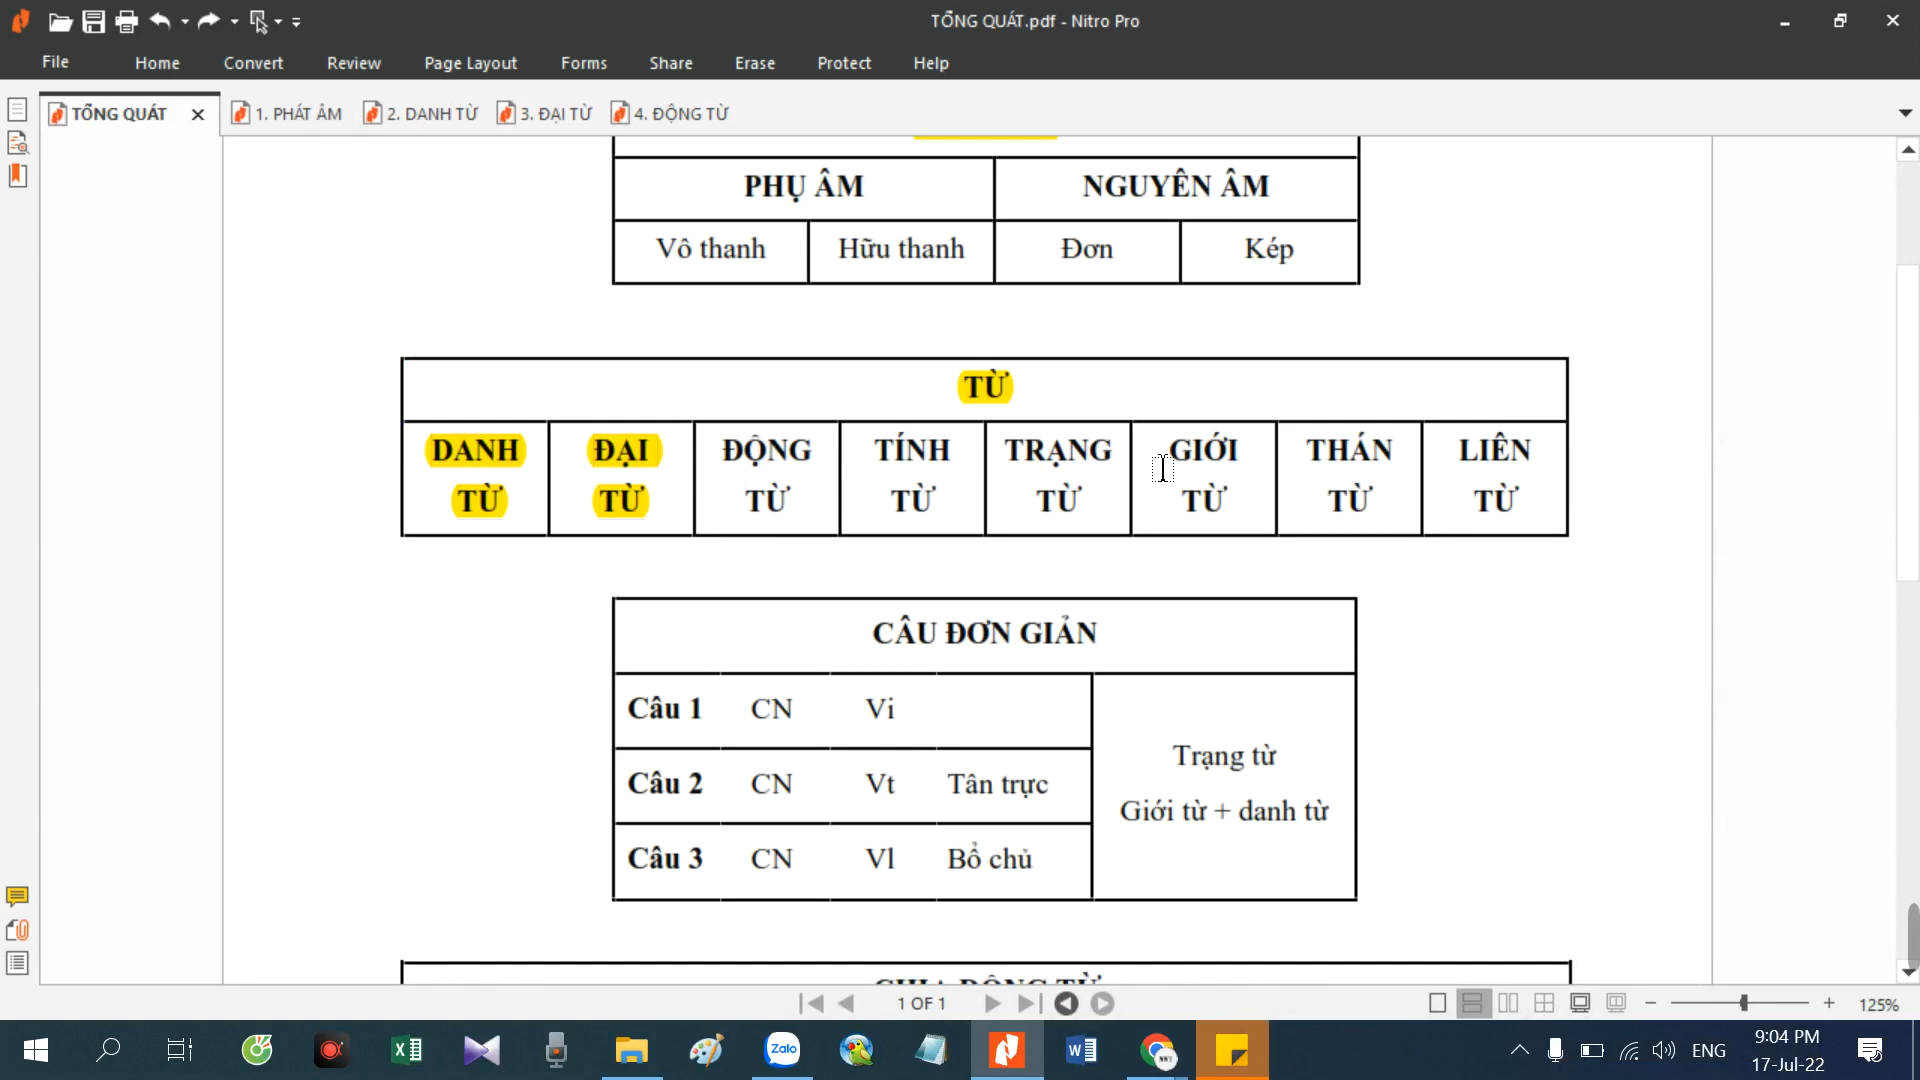 TỔNG QUÁT.pdf - Nitro Pro
File Home Convert Review Page Layout Forms Share Erase Protect Help
TỔNG QUÁT 1. PHÁT ÂM 2. DANH TỪ 3. ĐẠI TỪ 4. ĐỘNG TỪ
PHỤ ÂM NGUYÊN ÂM
Vô thanh Hữu thanh Đơn Kép
TỪ
DANH ĐẠI ĐỘNG TÍNH TRẠNG GIỚI THÁN LIÊN
TỪ TỪ TỪ TỪ TỪ TỪ TỪ TỪ
CÂU ĐƠN GIẢN
Câu 1 CN Vi
Trạng từ
Câu 2 CN Vt Tân trực
Giới từ + danh từ
Câu 3 CN Vl Bổ chủ
CHIA ĐỘNG TỪ
1 OF 1
125%
Zalo
ENG
9:04 PM
17-Jul-22